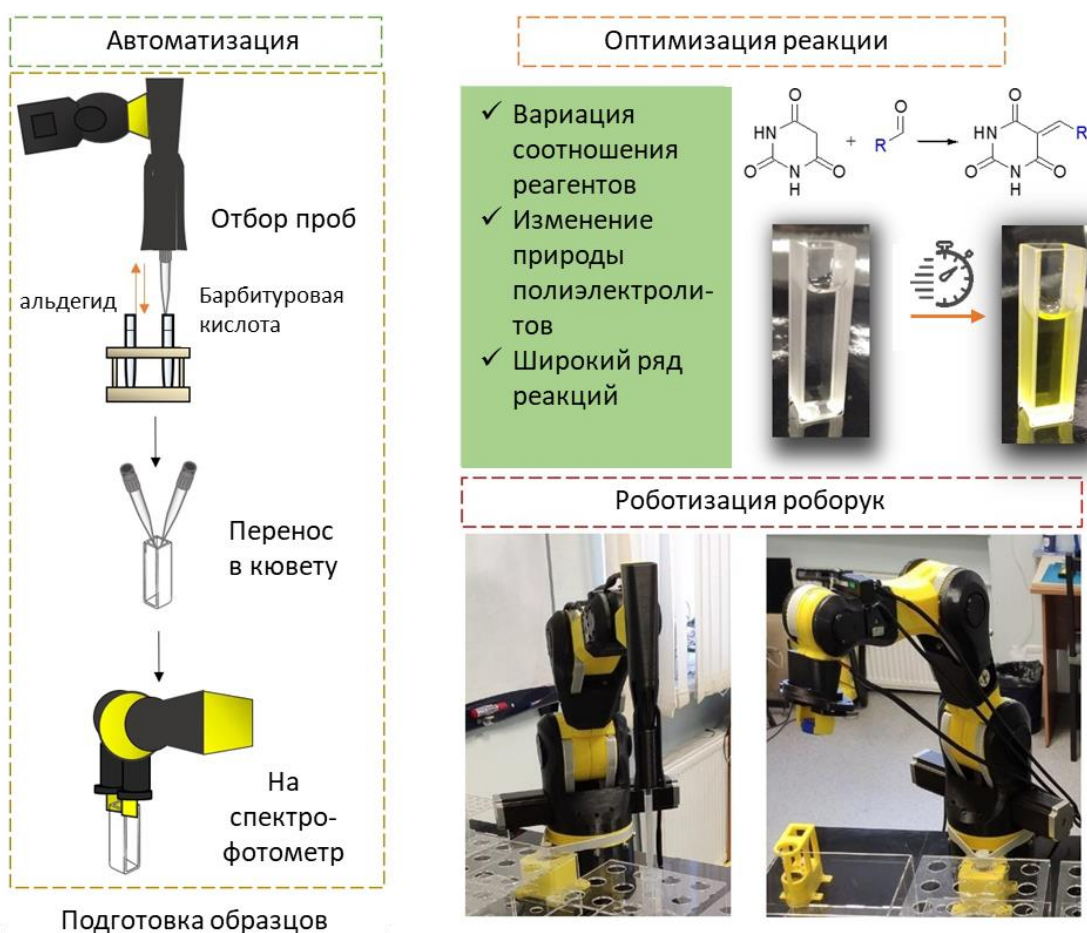 Автоматизация
Отбор проб
альдегид
Барбитуровая
кислота
Перенос
в кювету
На
спектро-
фотометр
Подготовка образцов
Оптимизация реакции
✓ Вариация
соотношения
реагентов
✓ Изменение
природы
полиэлектроли-
тов
✓ Широкий ряд
реакций
O
HN
O
N
H
O
+
O
R
O
HN
O
N
H
O
R
Роботизация роборук